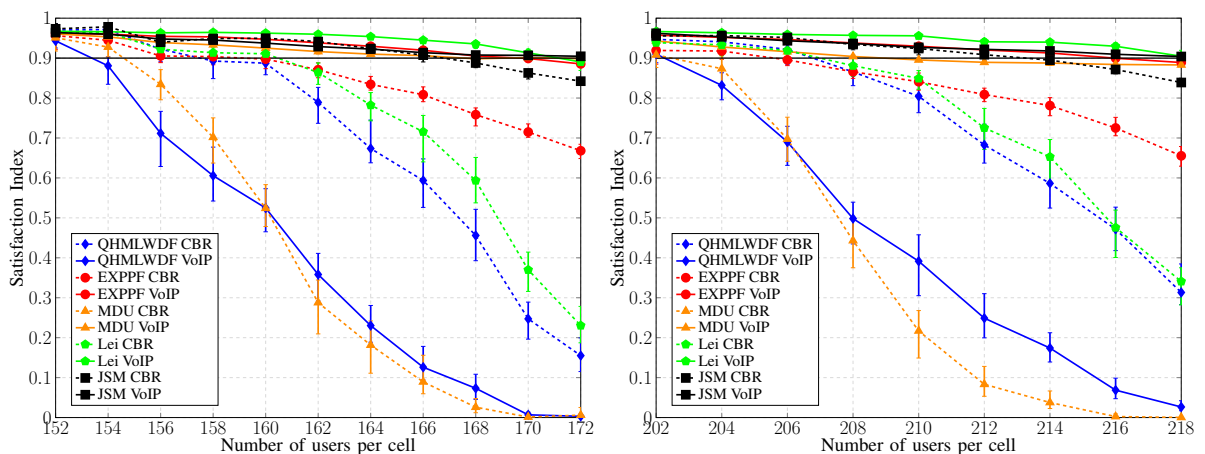 1
0.9
0.8
0.7
0.6
0.5
0.4
0.3
0.2
0.1
0
Satisfaction Index
QHMLWDF CBR
QHMLWDF VoIP
EXPPF CBR
EXPPF VoIP
MDU CBR
MDU VoIP
Lei CBR
Lei VoIP
JSM CBR
JSM VoIP
152 154 156 158 160 162 164 166 168 170 172
Number of users per cell
1
0.9
0.8
0.7
0.6
0.5
0.4
0.3
0.2
0.1
0
Satisfaction Index
QHMLWDF CBR
QHMLWDF VoIP
EXPPF CBR
EXPPF VoIP
MDU CBR
MDU VoIP
Lei CBR
Lei VoIP
JSM CBR
JSM VoIP
202 204 206 208 210 212 214 216 218
Number of users per cell